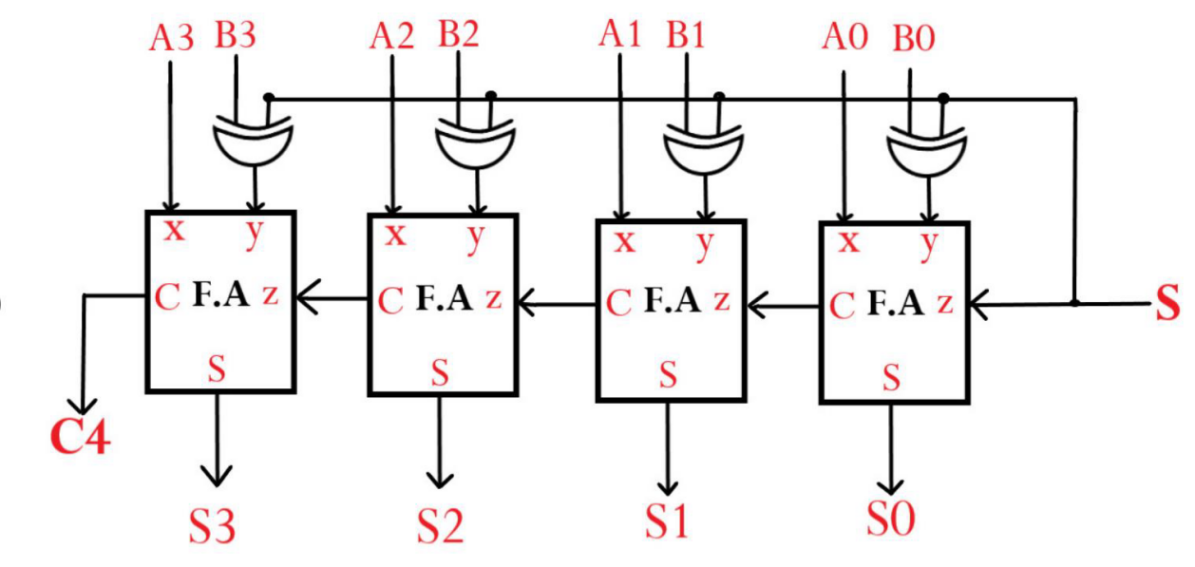 A3 B3 A2 B2 A1 B1 A0 B0
x y x y x y x y
C F.A z C F.A z C F.A z C F.A z S
S S S S
C4
S3 S2 S1 S0